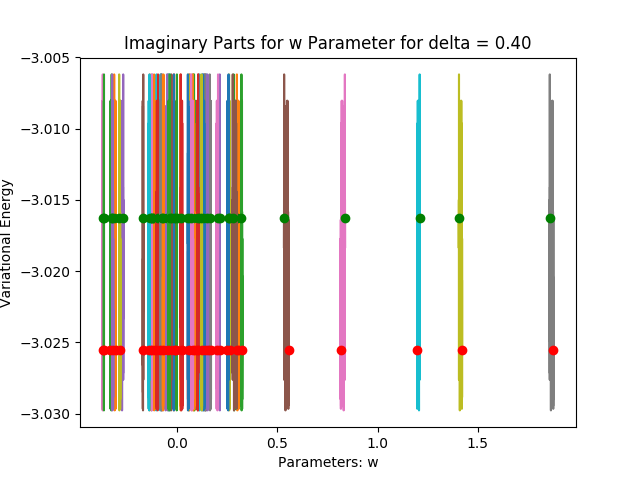 Imaginary Parts for w Parameter for delta = 0.40
Variational Energy
−3.005
−3.010
−3.015
−3.020
−3.025
−3.030
0.0 0.5 1.0 1.5
Parameters: w